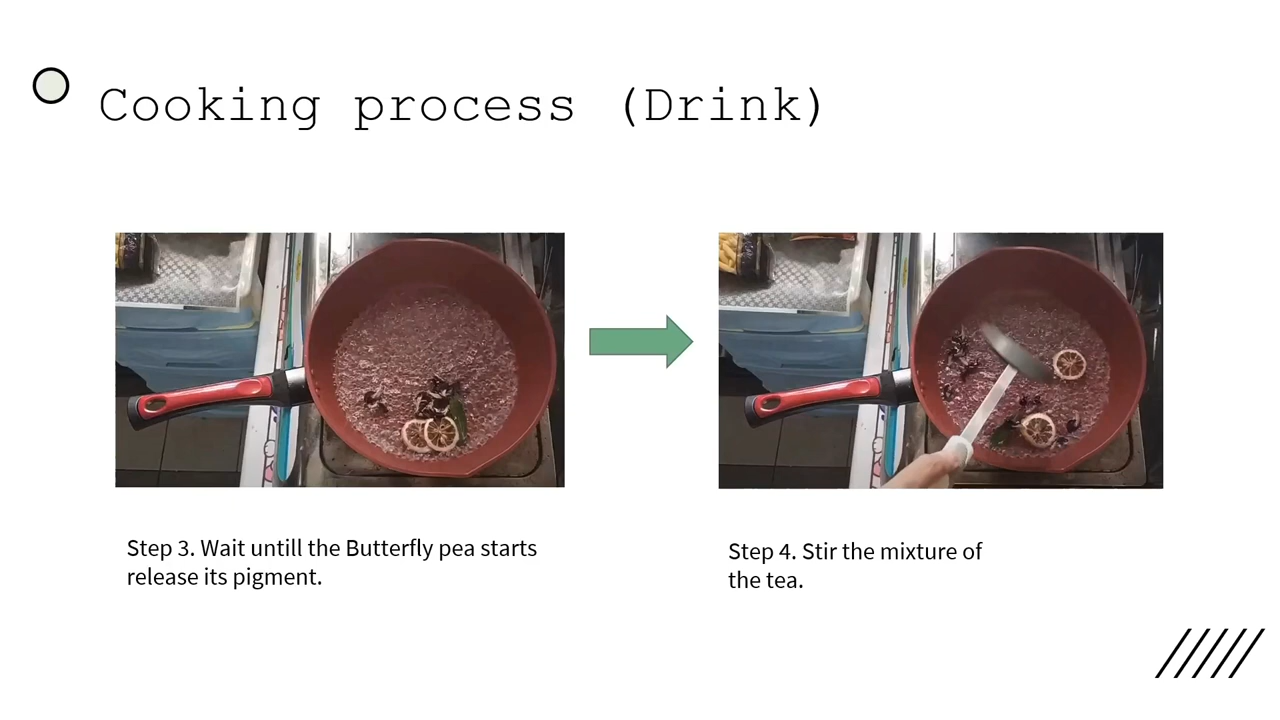 Cooking process (Drink)
Step 3. Wait untill the Butterfly pea starts
release its pigment.
Step 4. Stir the mixture of
the tea.